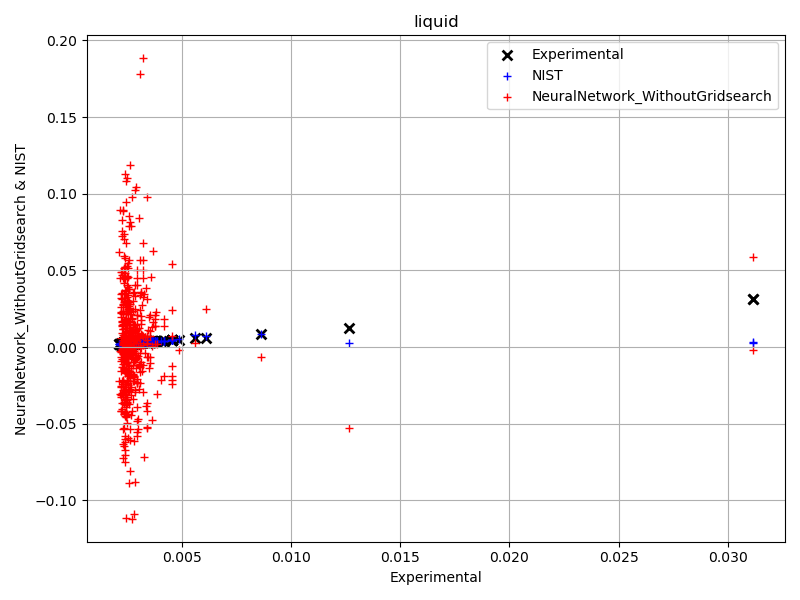 liquid
Experimental
NIST
NeuralNetwork_WithoutGridsearch
NeuralNetwork_WithoutGridsearch & NIST
0.20
0.15
0.10
0.05
0.00
−0.05
−0.10
0.005
0.010
0.015
0.020
0.025
0.030
Experimental